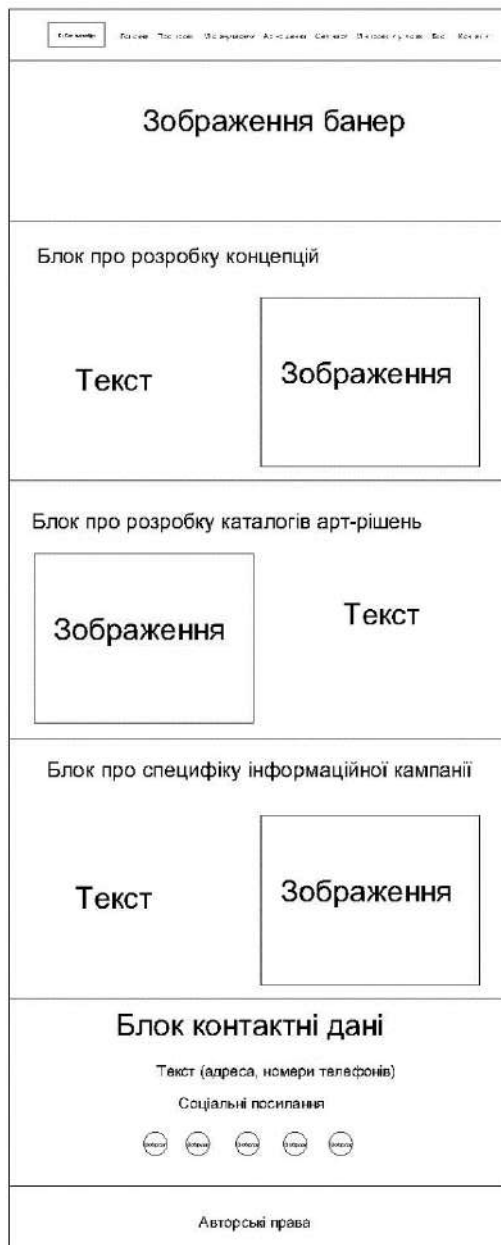 Головна
Зображення банер
Блок про розробку концепцій
Текст
Зображення
Блок про розробку каталогів арт-рішень
Зображення
Текст
Блок про специфіку інформаційної кампанії
Текст
Зображення
Блок контактні дані
Текст (адреса, номери телефонів)
Соціальні посилання
Авторські права